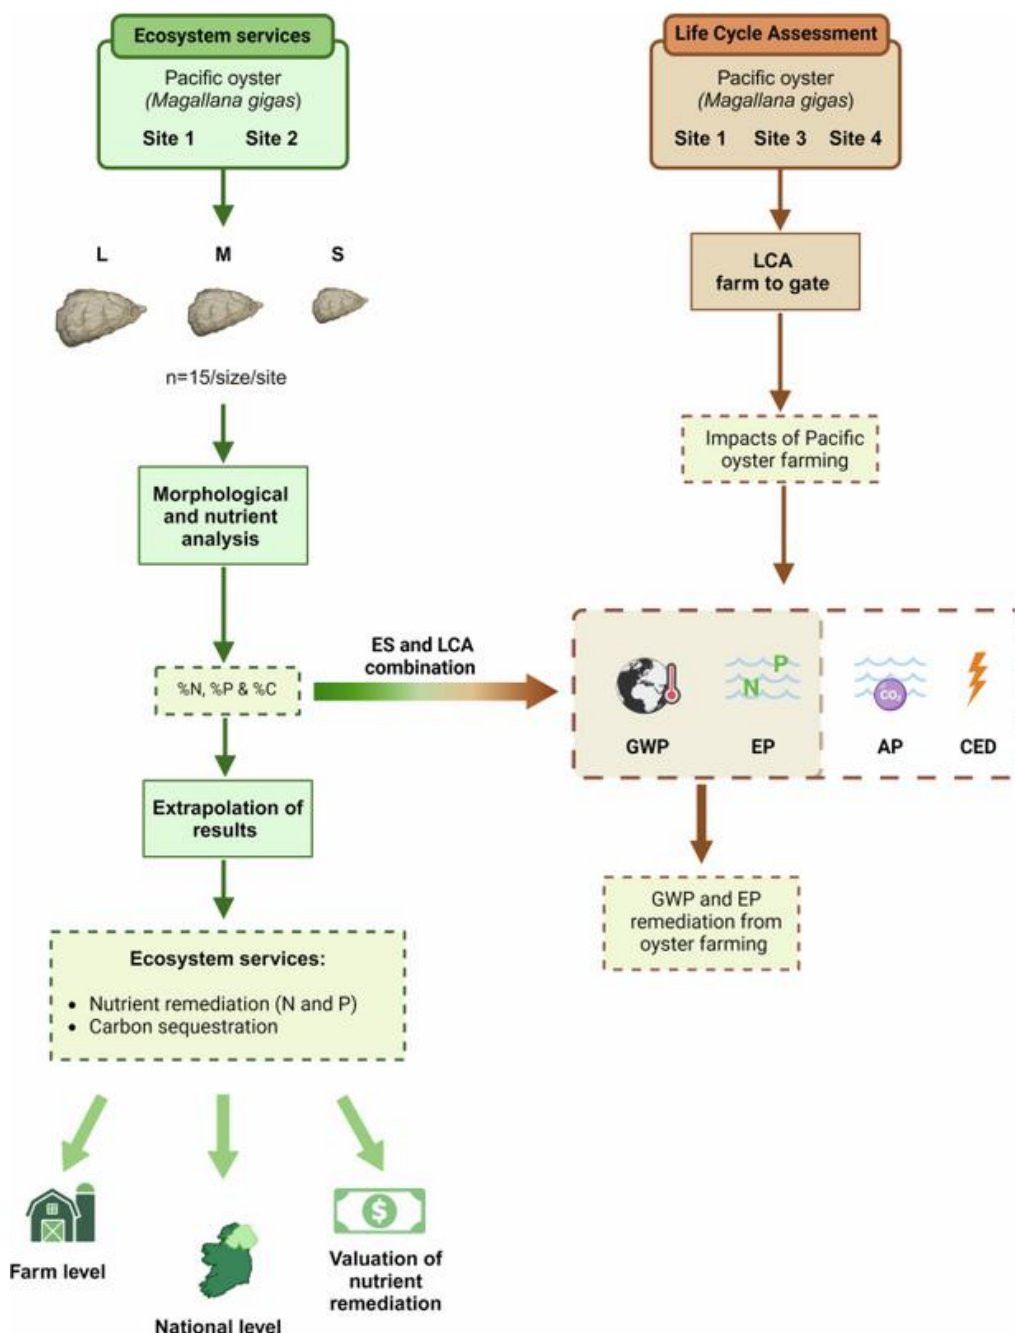 Ecosystem services
Pacific oyster
(Magallana gigas)
Site 1 Site 2
L M S
n=15/size/site
Morphological
and nutrient
analysis
%N, %P & %C
Extrapolation of
results
Ecosystem services:
• Nutrient remediation (N and P)
• Carbon sequestration
Farm level
National level
$
Valuation of
nutrient
remediation
ES and LCA
combination
Life Cycle Assessment
Pacific oyster
(Magallana gigas)
Site 1 Site 3 Site 4
LCA
farm to gate
Impacts of Pacific
oyster farming
P
N
CO₂
GWP EP AP CED
GWP and EP
remediation from
oyster farming